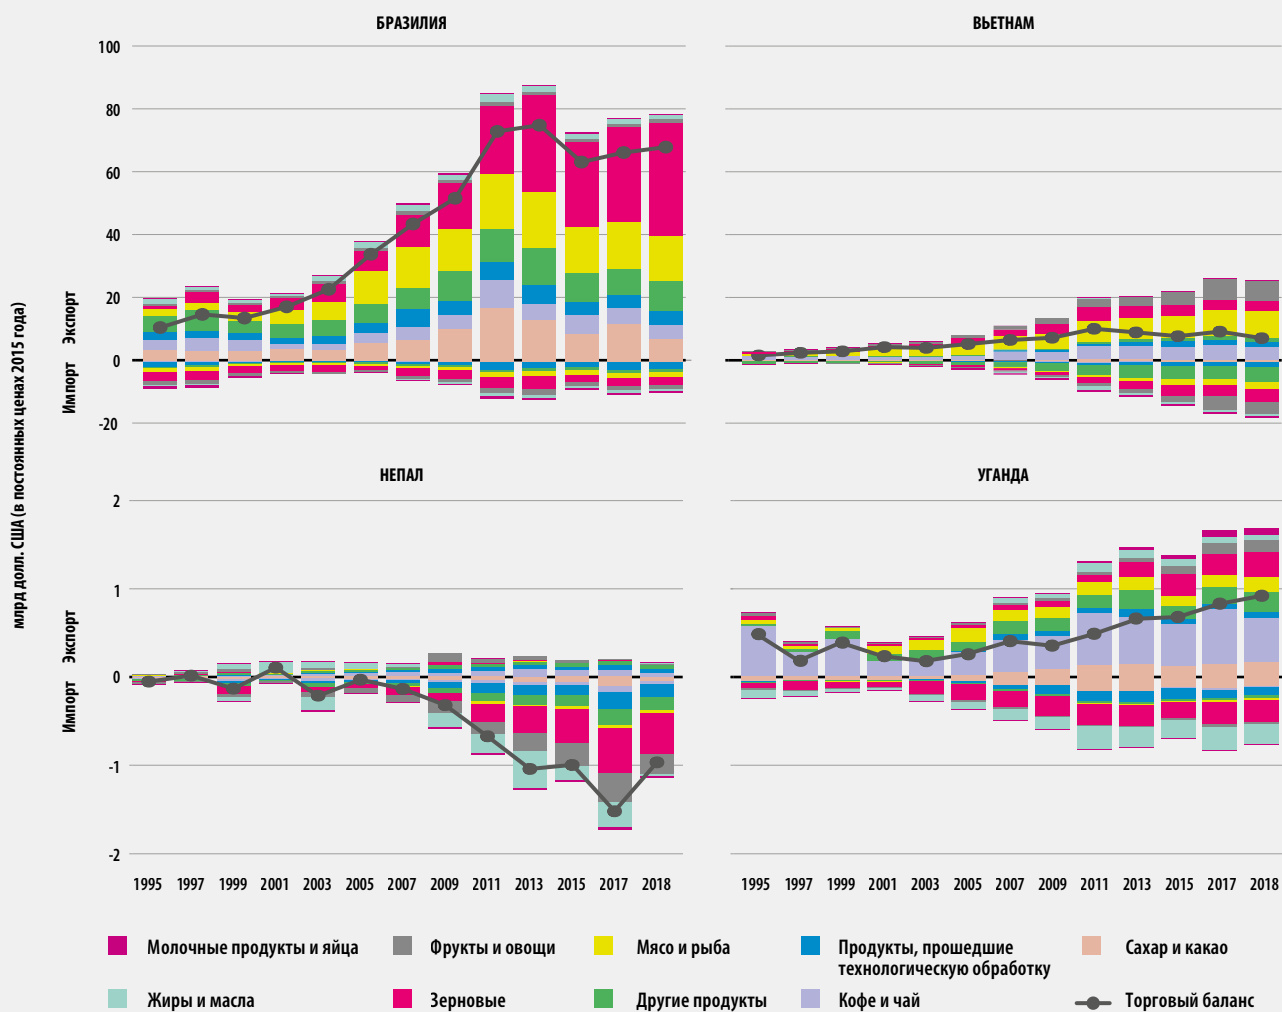 БРАЗИЛИЯ
ВЬЕТНАМ
100
80
60
40
20
0
-20
Экспорт
Импорт
млрд долл. США (в постоянных ценах 2015 года)
НЕПАЛ
УГАНДА
2
1
0
-1
-2
Экспорт
Импорт
1995 1997 1999 2001 2003 2005 2007 2009 2011 2013 2015 2017 2018
1995 1997 1999 2001 2003 2005 2007 2009 2011 2013 2015 2017 2018
Молочные продукты и яйца
Фрукты и овощи
Мясо и рыба
Продукты, прошедшие
технологическую обработку
Сахар и какао
Жиры и масла
Зерновые
Другие продукты
Кофе и чай
Торговый баланс